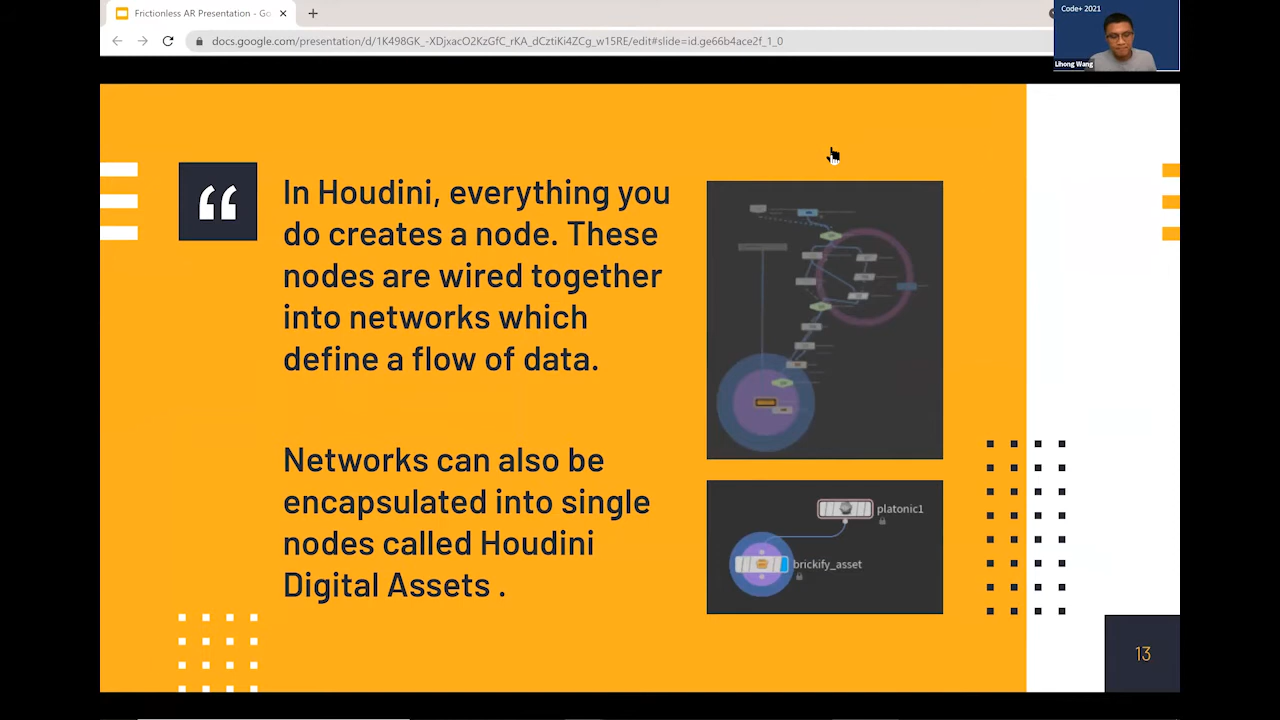 Frictionless AR Presentation - Go
docs.google.com/presentation/d/1K498GK_-XDjxacO2KzGfC_rKA_dCztiKi4ZCg_w15RE/edit#slide=id.ge66b4ace2f_1_0
Code+ 2021
Lihong Wang
“
In Houdini, everything you
do creates a node. These
nodes are wired together
into networks which
define a flow of data.
Networks can also be
encapsulated into single
nodes called Houdini
Digital Assets .
platonic1
brickify_asset
13